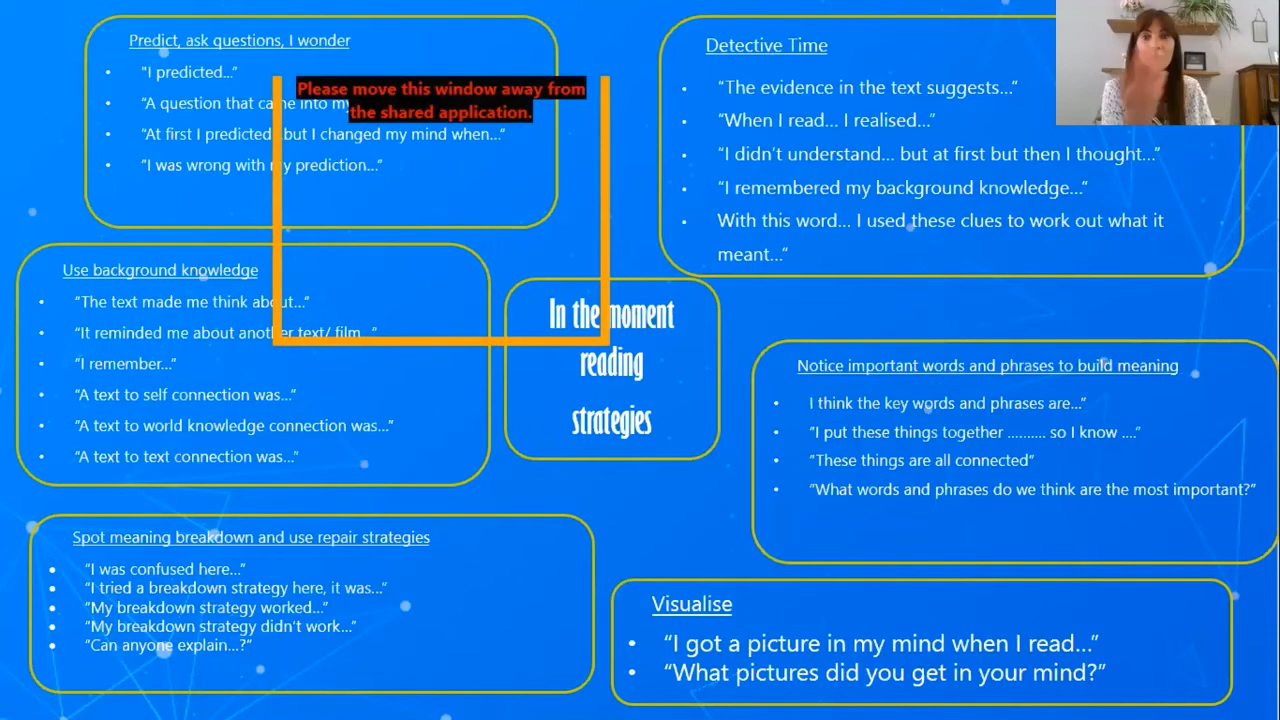 Predict, ask questions, I wonder
• "I predicted…"
• "A question that came into my
• "At first I predicted but I changed my mind when…"
• "I was wrong with my prediction…"
Please move this window away from
the shared application.
Detective Time
• "The evidence in the text suggests…"
• "When I read… I realised…"
• "I didn't understand… but at first but then I thought…"
• "I remembered my background knowledge…"
• With this word… I used these clues to work out what it
meant…"
Use background knowledge
• "The text made me think about…"
• "It reminded me about another text/ film…"
• "I remember…"
• "A text to self connection was…"
• "A text to world knowledge connection was…"
• "A text to text connection was…"
In the moment
reading
strategies
Notice important words and phrases to build meaning
• I think the key words and phrases are…"
• "I put these things together .......... so I know ...."
• "These things are all connected"
• "What words and phrases do we think are the most important?"
Spot meaning breakdown and use repair strategies
• "I was confused here…"
• "I tried a breakdown strategy here, it was…"
• "My breakdown strategy worked…"
• "My breakdown strategy didn't work…"
• "Can anyone explain…?"
Visualise
• "I got a picture in my mind when I read…"
• "What pictures did you get in your mind?"